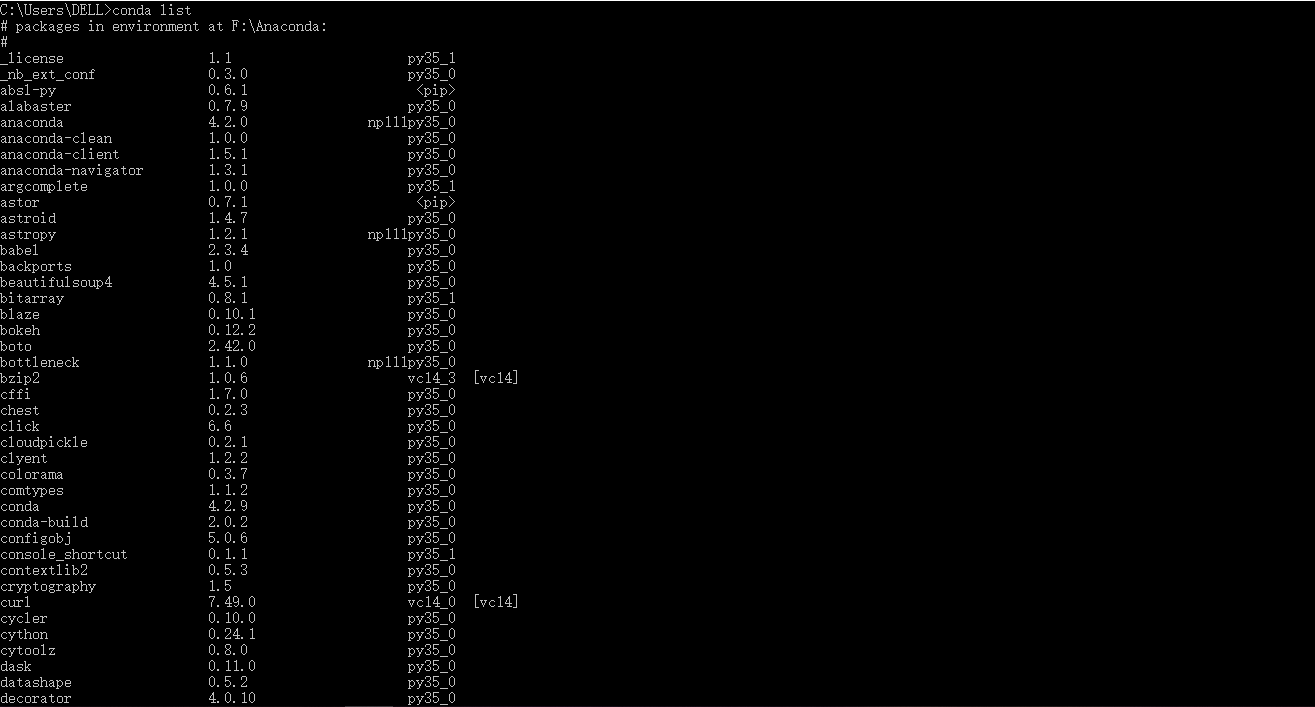 C:\Users\DELL>conda list
# packages in environment at F:\Anaconda:
#
_license 1.1 py35_1
_nb_ext_conf 0.3.0 py35_0
absl-py 0.6.1 <pip>
alabaster 0.7.9 py35_0
anaconda 4.2.0 np111py35_0
anaconda-clean 1.0.0 py35_0
anaconda-client 1.5.1 py35_0
anaconda-navigator 1.3.1 py35_0
argcomplete 1.0.0 py35_1
astor 0.7.1 <pip>
astroid 1.4.7 py35_0
astropy 1.2.1 np111py35_0
babel 2.3.4 py35_0
backports 1.0 py35_0
beautifulsoup4 4.5.1 py35_0
bitarray 0.8.1 py35_1
blaze 0.10.1 py35_0
bokeh 0.12.2 py35_0
boto 2.42.0 py35_0
bottleneck 1.1.0 np111py35_0
bzip2 1.0.6 vc14_3 [vc14]
cffi 1.7.0 py35_0
chest 0.2.3 py35_0
click 6.6 py35_0
cloudpickle 0.2.1 py35_0
clyent 1.2.2 py35_0
colorama 0.3.7 py35_0
comtypes 1.1.2 py35_0
conda 4.2.9 py35_0
conda-build 2.0.2 py35_0
configobj 5.0.6 py35_0
console_shortcut 0.1.1 py35_1
contextlib2 0.5.3 py35_0
cryptography 1.5 py35_0
curl 7.49.0 vc14_0 [vc14]
cycler 0.10.0 py35_0
cython 0.24.1 py35_0
cytoolz 0.8.0 py35_0
dask 0.11.0 py35_0
datashape 0.5.2 py35_0
decorator 4.0.10 py35_0